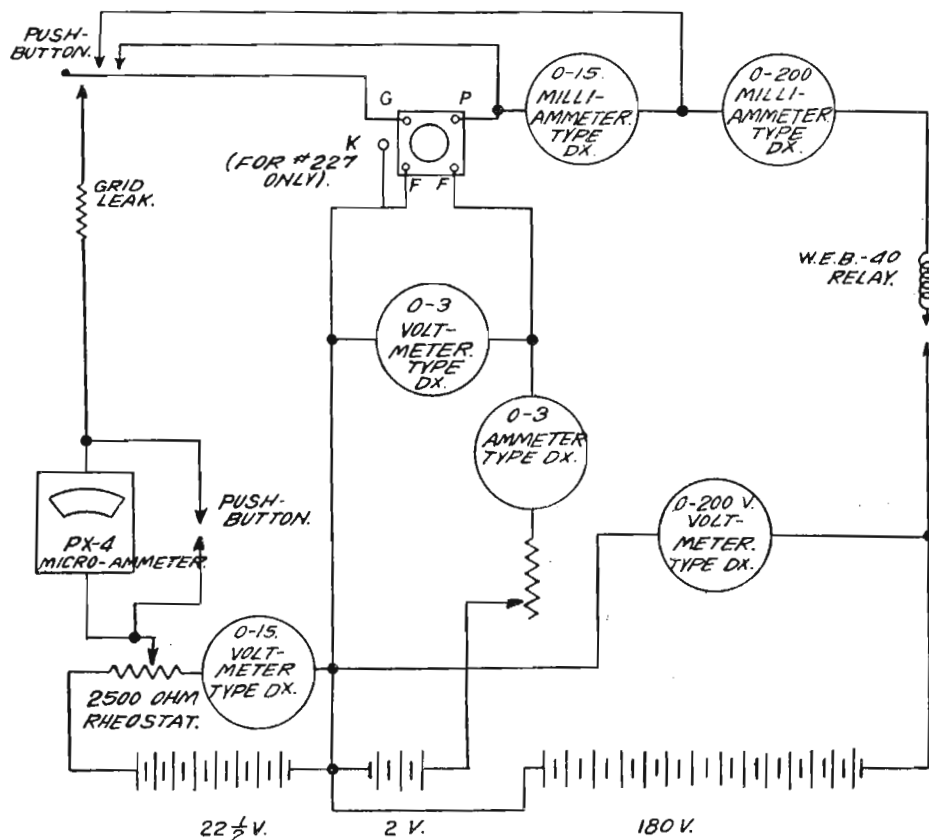 PUSH-
BUTTON.
0-15.
MILLI-
AMMETER.
TYPE
DX.
0-200
MILLI-
AMMETER.
TYPE
DX.
G
P
K
(FOR #227
ONLY).
F
F
GRID
LEAK.
W.E.B.-40
RELAY.
0-3
VOLT-
METER.
TYPE
DX.
0-3
AMMETER
TYPE DX.
PUSH-
BUTTON.
PX-4
MICRO-AMMETER.
0-200 V.
VOLT-
METER.
TYPE DX.
0-15.
VOLT-
METER
TYPE DX.
2500 OHM
RHEOSTAT.
22 1/2 V.
2 V.
180 V.